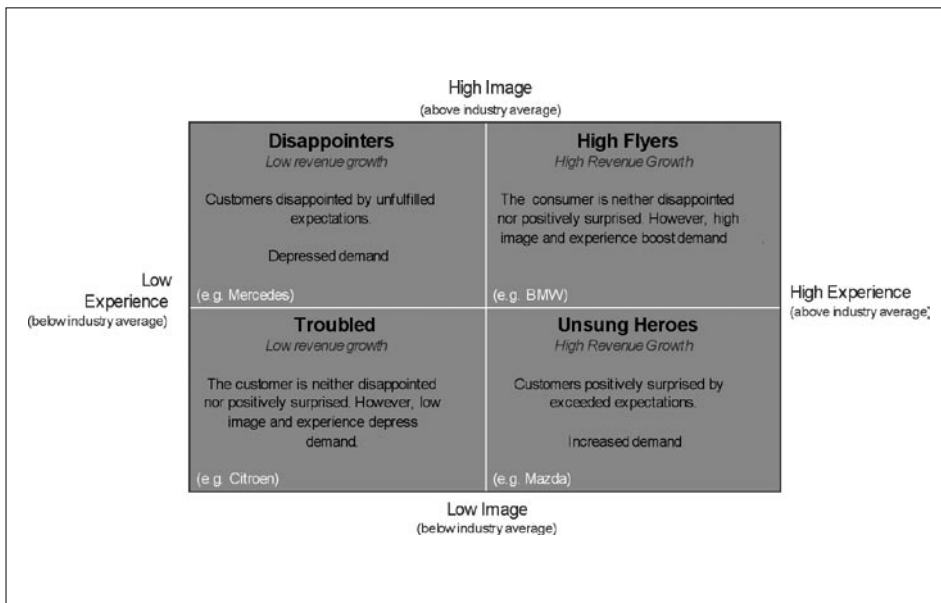 High Image
(above industry average)
Disappointers
Low revenue growth
Customers disappointed by unfulfilled
expectations.
Depressed demand
(e.g. Mercedes)
High Flyers
High Revenue Growth
The consumer is neither disappointed
nor positively surprised. However, high
image and experience boost demand
(e.g. BMW)
Low
Experience
(below industry average)
High Experience
(above industry average)
Troubled
Low revenue growth
The customer is neither disappointed
nor positively surprised. However, low
image and experience depress
demand.
(e.g. Citroen)
Unsung Heroes
High Revenue Growth
Customers positively surprised by
exceeded expectations.
Increased demand
(e.g. Mazda)
Low Image
(below industry average)